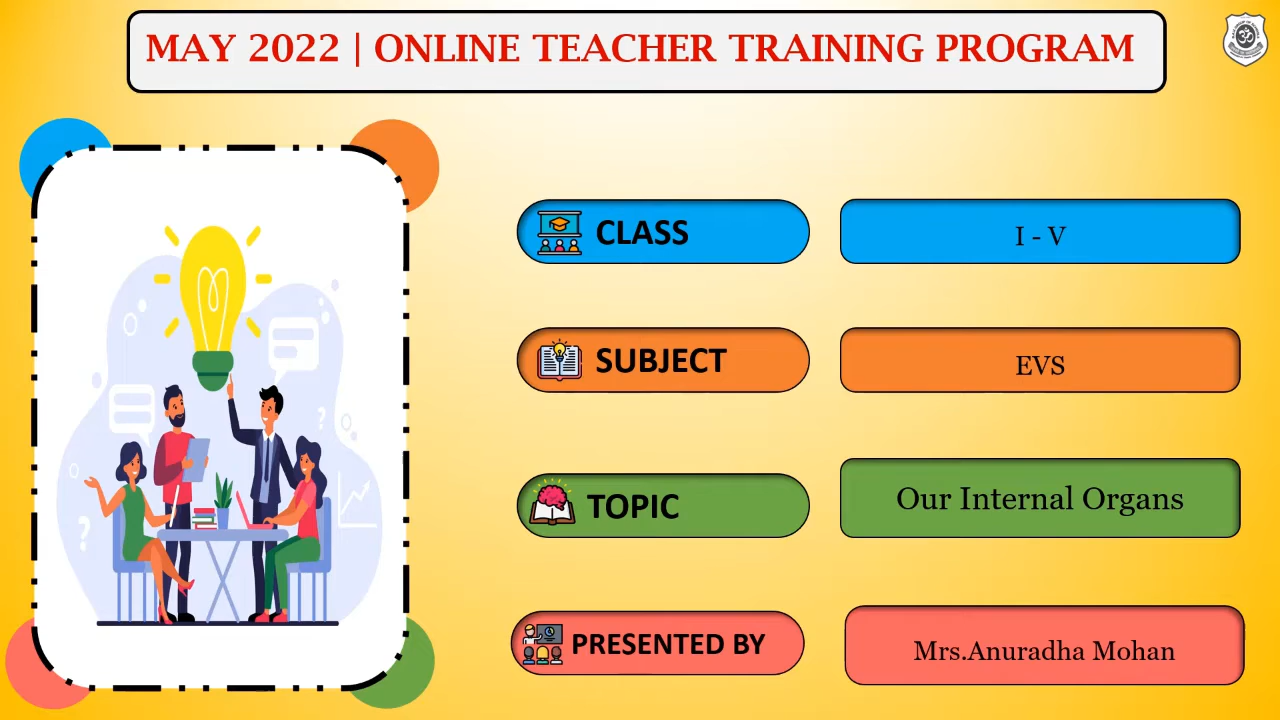 MAY 2022 | ONLINE TEACHER TRAINING PROGRAM
CLASS
I - V
SUBJECT
EVS
TOPIC
Our Internal Organs
PRESENTED BY
Mrs.Anuradha Mohan